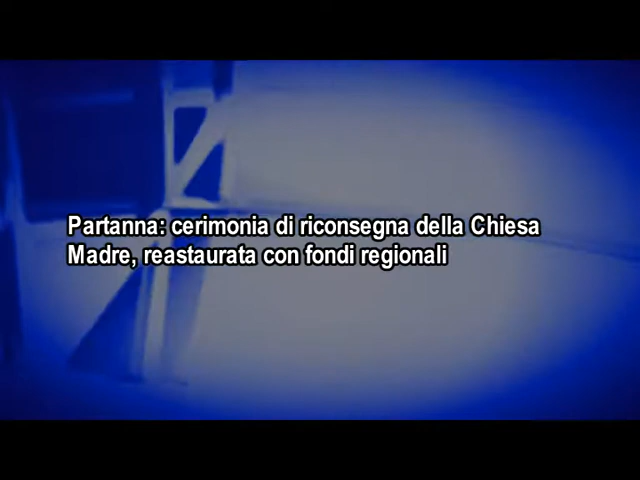 Partanna: cerimonia di riconsegna della Chiesa
Madre, reastaurata con fondi regionali